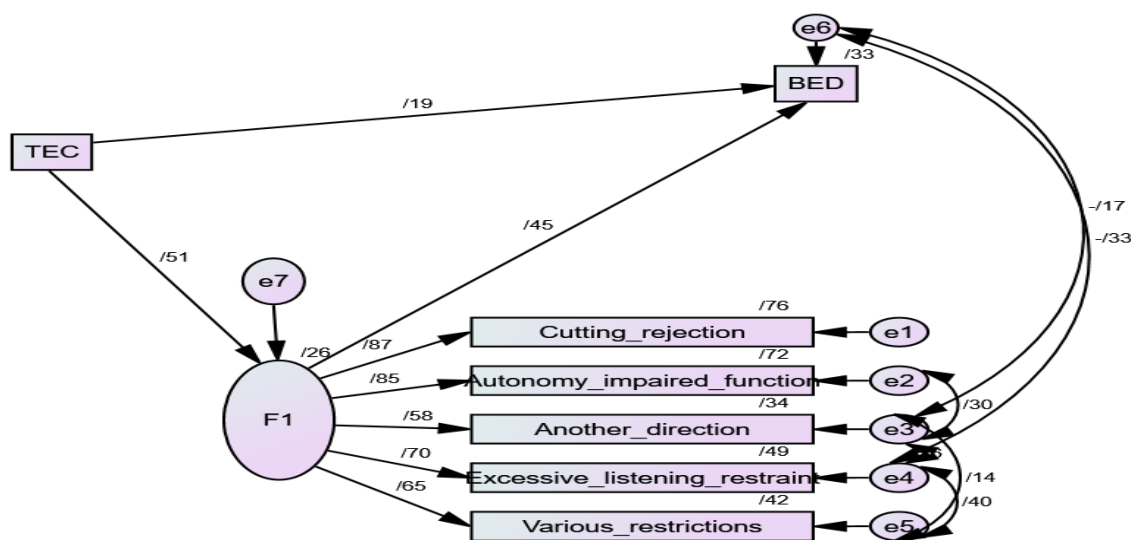 e6
/33
BED
/19
TEC
-/17
-/33
/45
/51
e7
/76
Cutting_rejection
e1
/26
/87
/72
/85
Autonomy_impaired_function
e2
/34
/30
F1
/58
Another_direction
e3
/49
/70
Excessive_listening_restraint
e4
/65
/42
/14
/40
Various_restrictions
e5